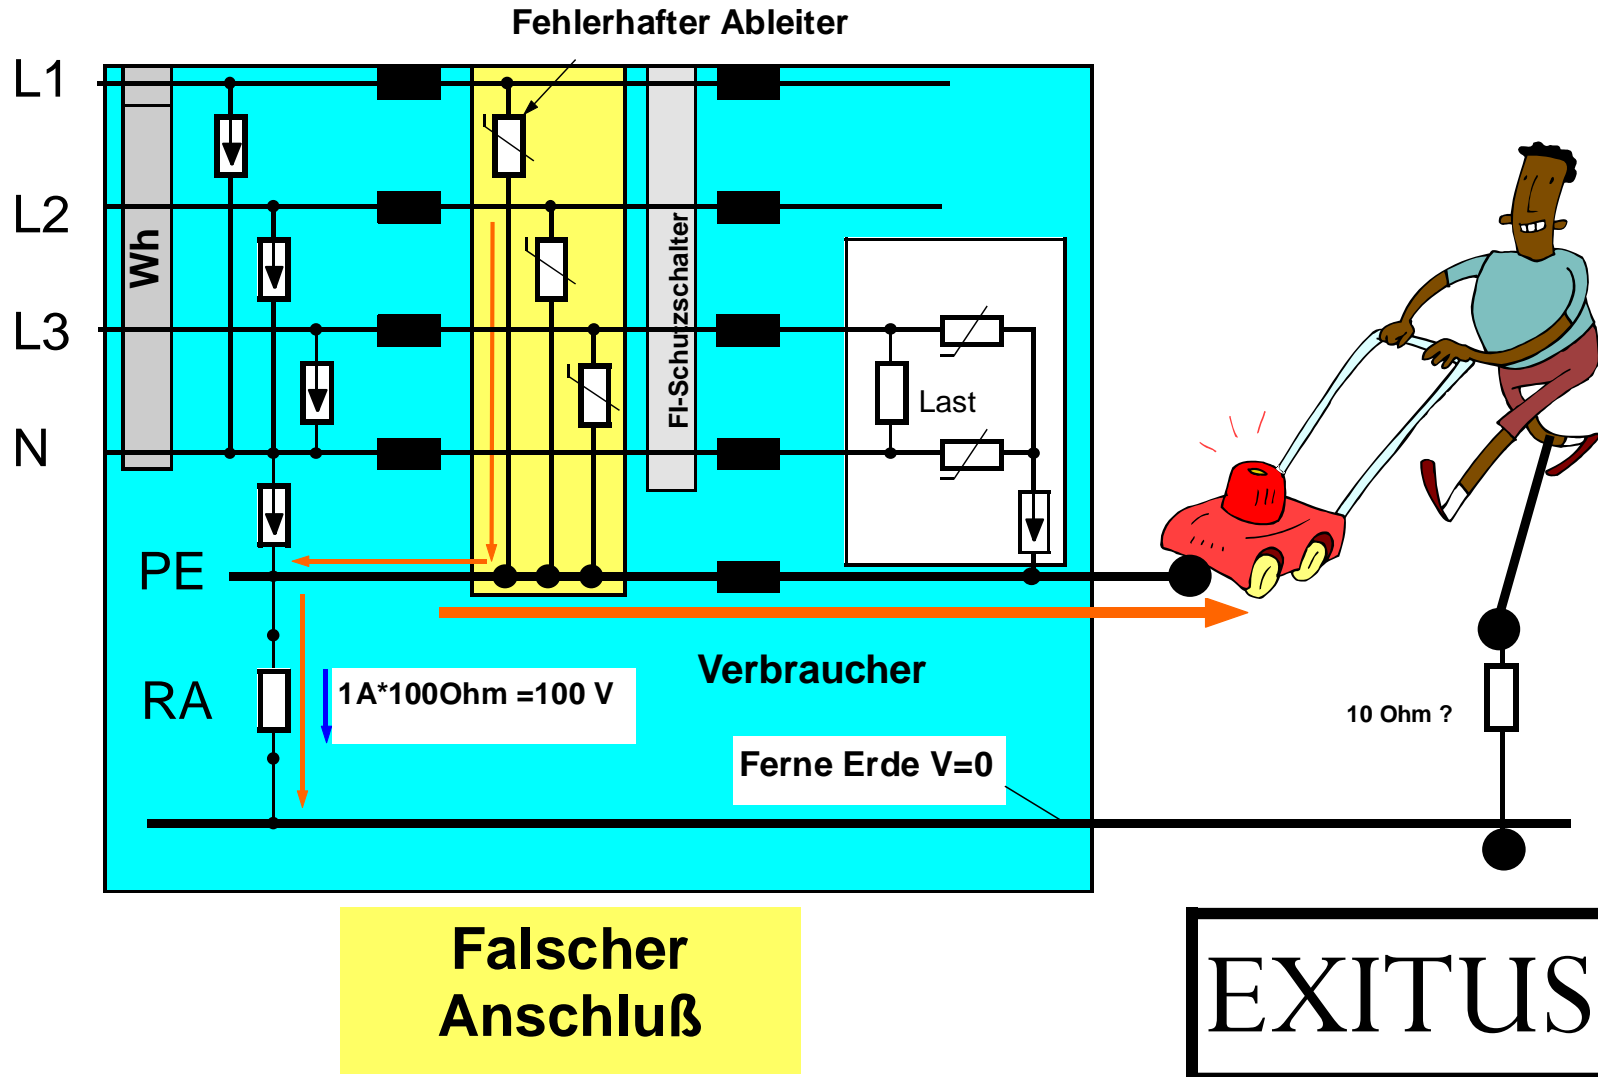 Fehlerhafter Ableiter
L1
L2
Wh
FI-Schutzschalter
L3
Last
N
PE
RA
1A*100Ohm =100 V
Verbraucher
10 Ohm ?
Ferne Erde V=0
Falscher
Anschluß
EXITUS